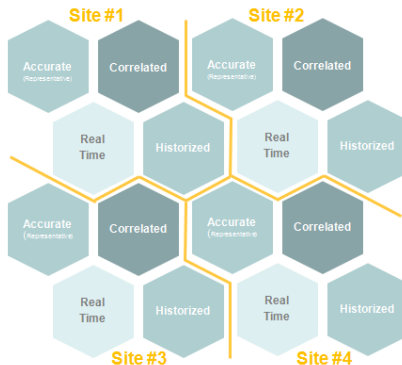 Site #1
Site #2
Accurate
(Representative)
Correlated
Accurate
(Representative)
Correlated
Real
Time
Historized
Real
Time
Historized
Accurate
(Representative)
Correlated
Accurate
(Representative)
Correlated
Real
Time
Historized
Real
Time
Historized
Site #3
Site #4